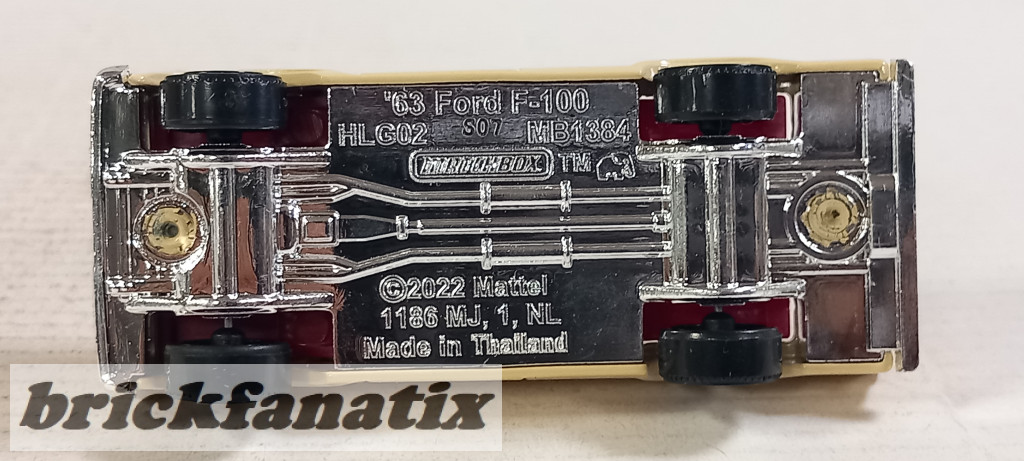 '63 Ford F-100
HLG02 S07 MB1384
MATCHBOX TM
©2022 Mattel
1186 MJ, 1, NL
Made in Thailand
brickfanatix